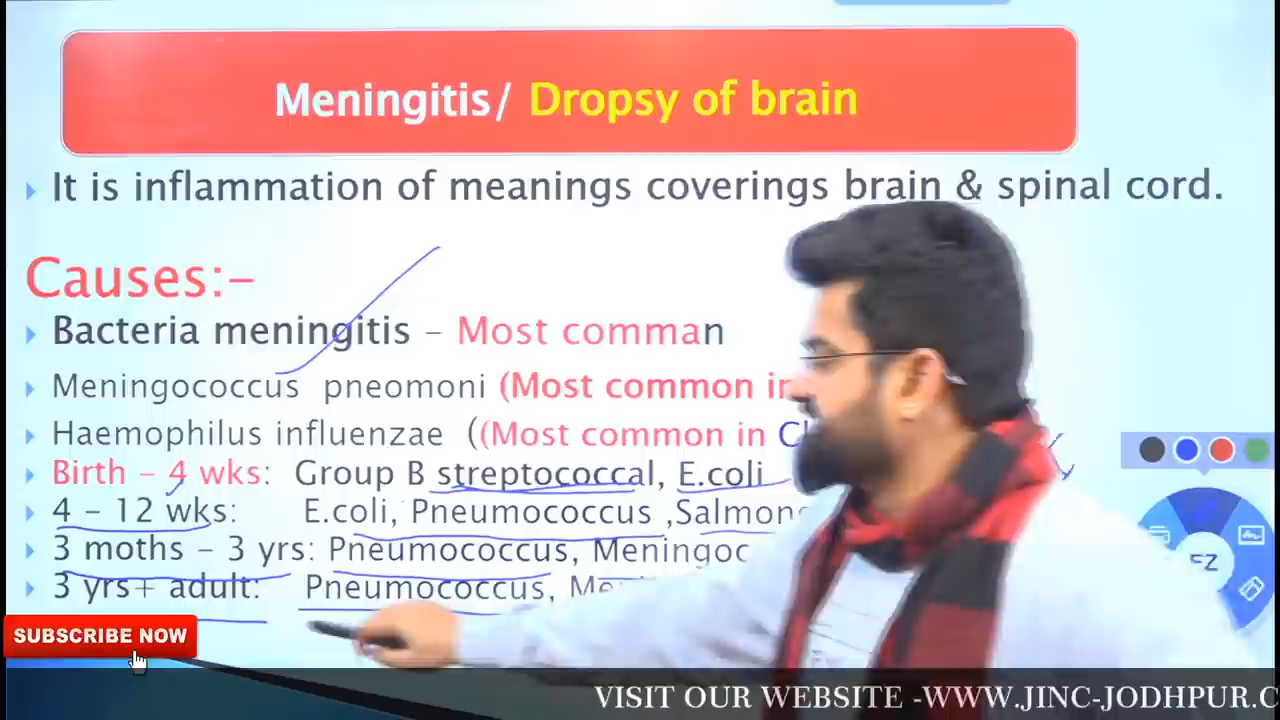 Meningitis/ Dropsy of brain
It is inflammation of meanings coverings brain & spinal cord.
Causes:-
Bacteria meningitis – Most comman
Meningococcus pneomoni (Most common in
Haemophilus influenzae ((Most common in
Birth – 4 wks: Group B streptococcal, E.coli
4 – 12 wks: E.coli, Pneumococcus ,Salmon
3 moths – 3 yrs: Pneumococcus, Meningoc
3 yrs+ adult: Pneumococcus,
SUBSCRIBE NOW
VISIT OUR WEBSITE -WWW.JINC-JODHPUR.C